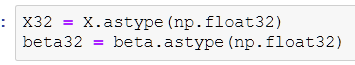 :
X32 = X.astype(np.float32)
beta32 = beta.astype(np.float32)